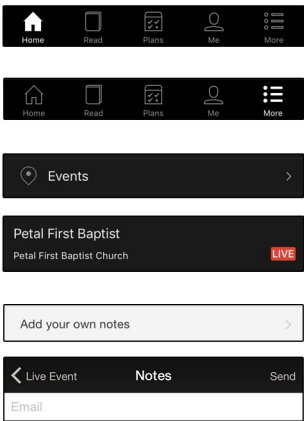 Home Read Plans Me More
Home Read Plans Me More
Events
Petal First Baptist
Petal First Baptist Church LIVE
Add your own notes
Live Event Notes Send
Email